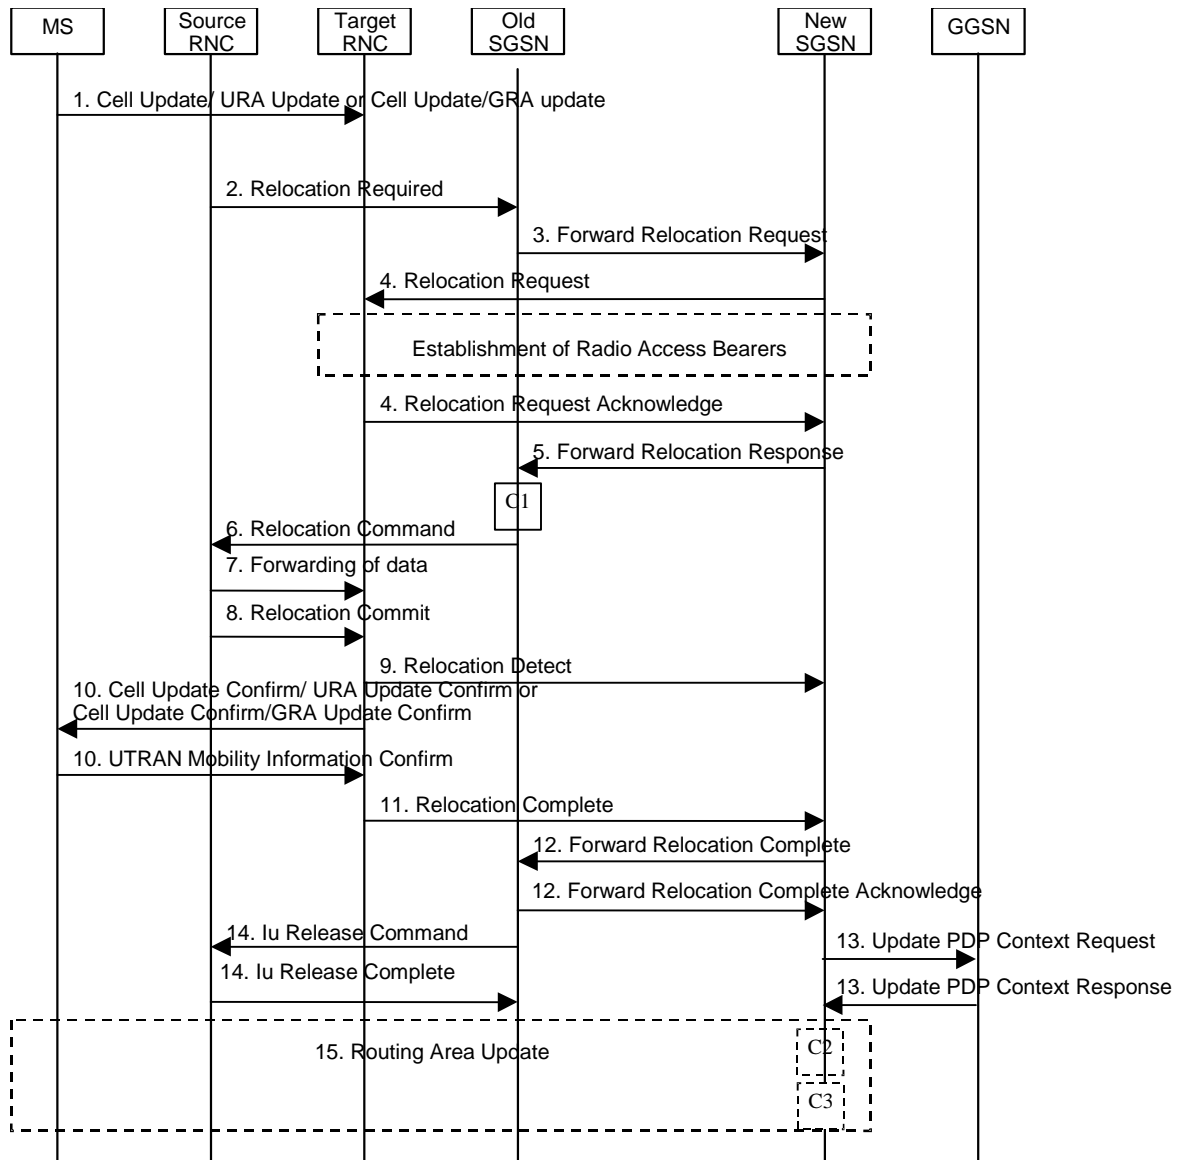 MS
Source
RNC
Target
RNC
Old
SGSN
New
SGSN
GGSN
1. Cell Update/ URA Update or Cell Update/GRA update
2. Relocation Required
3. Forward Relocation Request
4. Relocation Request
Establishment of Radio Access Bearers
4. Relocation Request Acknowledge
5. Forward Relocation Response
C1
6. Relocation Command
7. Forwarding of data
8. Relocation Commit
9. Relocation Detect
10. Cell Update Confirm/ URA Update Confirm or
Cell Update Confirm/GRA Update Confirm
10. UTRAN Mobility Information Confirm
11. Relocation Complete
12. Forward Relocation Complete
12. Forward Relocation Complete Acknowledge
14. Iu Release Command
13. Update PDP Context Request
14. Iu Release Complete
13. Update PDP Context Response
15. Routing Area Update
C2
C3